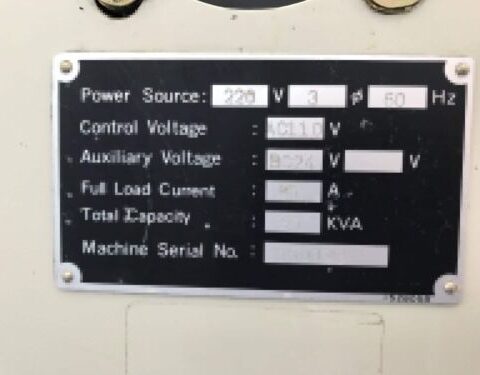 Power Source: 220 V 3 ø 60 Hz
Control Voltage : AC110 V
Auxiliary Voltage : DC24 V V
Full Load Current : A
Total Capacity : KVA
Machine Serial No. :